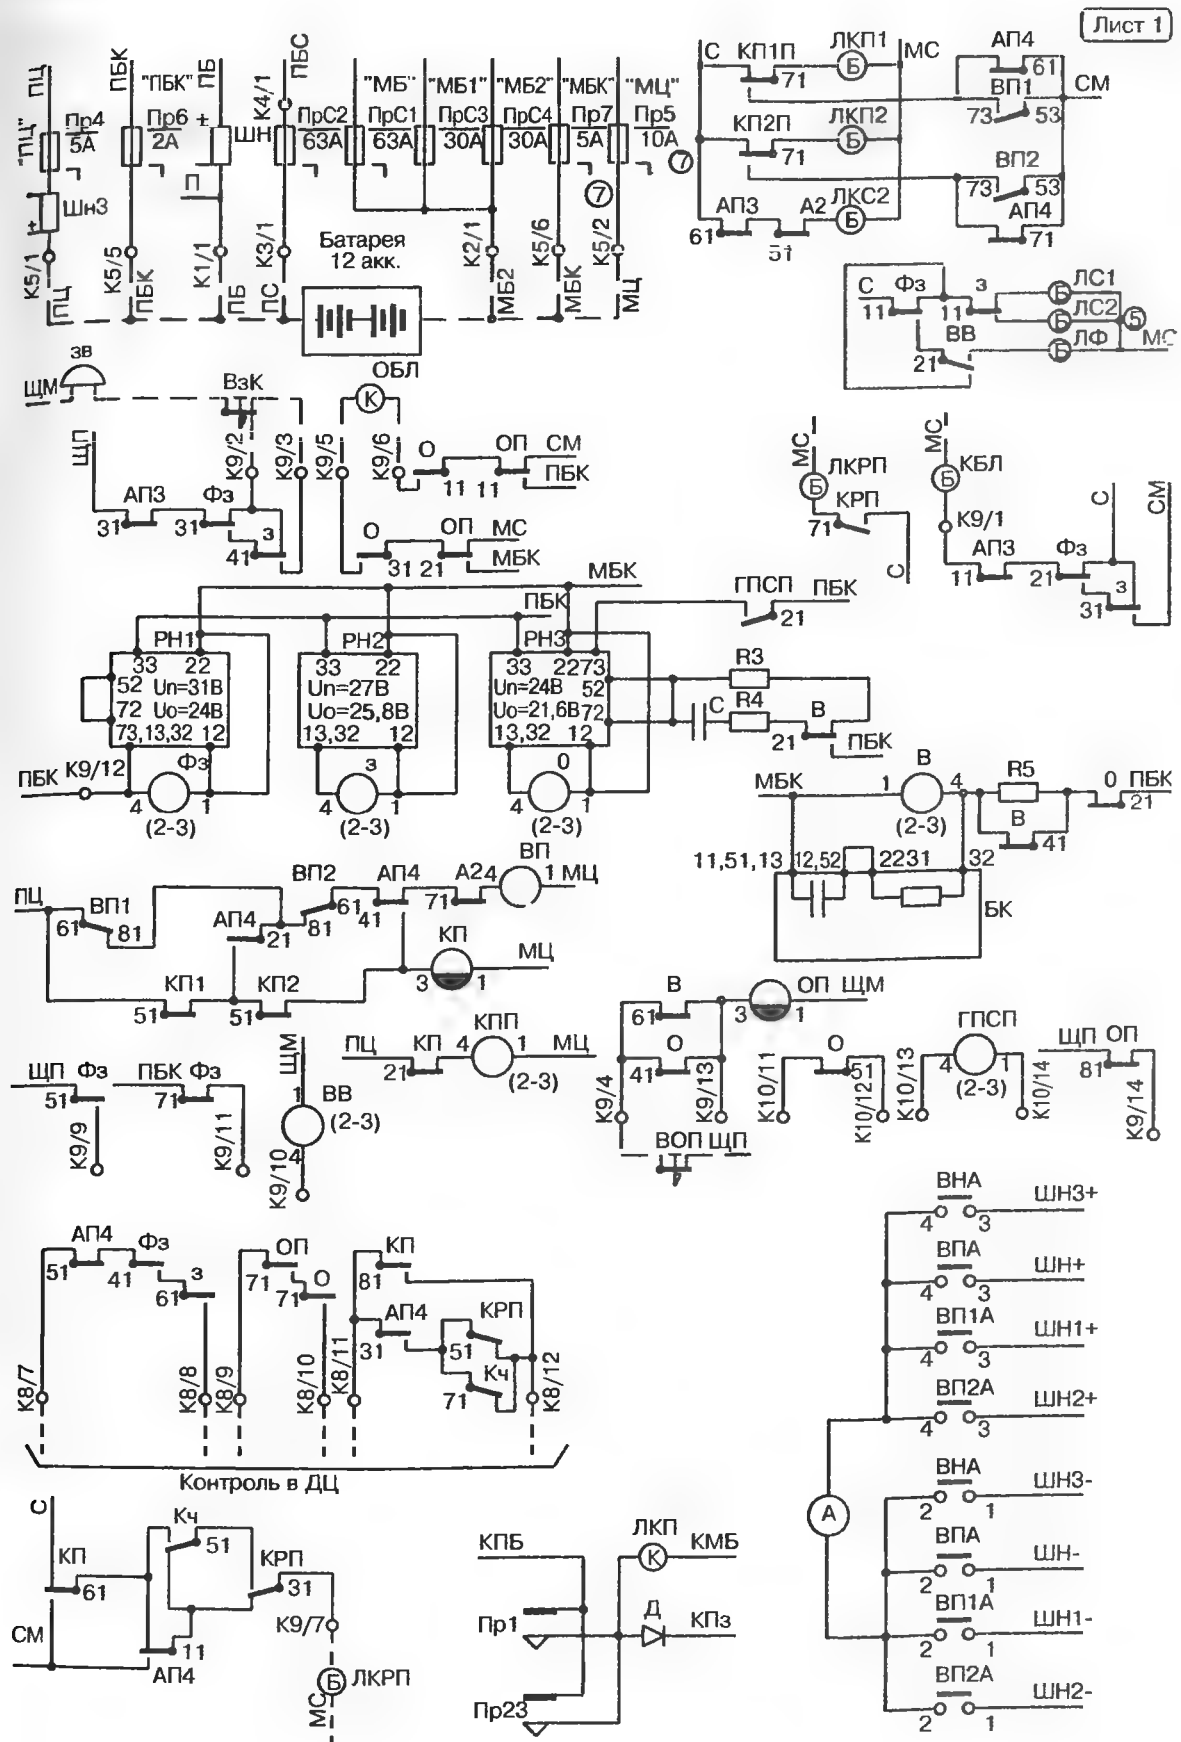 Лист 1
ПЦ
ПБК
"ПБК"
ПБ
К4/1
ПБС
"МБ"
"МБ1"
"МБ2"
"МБК"
"МЦ"
"ПЦ"
Пр4
5А
Пр6
2А
+
ШН
ПрС2
63А
ПрС1
63А
ПрС3
30А
ПрС4
30А
Пр7
5А
Пр5
10А
7
7
П
+
Шн3
К5/1
К5/5
К1/1
К3/1
К2/1
К5/6
К5/2
ПЦ
ПБК
ПБ
ПС
МБ2
МБК
МЦ
Батарея
12 акк.
С КП1П ЛКП1 МС АП4
Б
71 61
ВП1 СМ
73 53
КП2П ЛКП2
Б
71
ВП2
73 53
АП3 А2 ЛКС2 АП4
Б
61 51 71
С Фз з ЛС1
Б
11 11 ЛС2
Б 5
ВВ ЛФ МС
Б
21
зв
ЩМ ВзК ОБЛ
К
К9/2 К9/3 К9/5 К9/6
О ОП СМ
ПБК
11 11
ЩП
АП3 Фз
31 31
з
41
О ОП МС
МБК
31 21
МС
ЛКРП
Б
КРП
71
С
МС
КБЛ
Б
К9/1
С СМ
АП3 Фз
11 21
з
31
МБК
ПБК
ГПСП ПБК
21
РН1 РН2 РН3
33 22 33 22 33 22 73
52 Uп=31В Uп=27В Uп=24В 52
72 Uо=24В Uо=25,8В Uо=21,6В 72
73,13,32 12 13,32 12 13,32 12
ПБК К9/12 Фз з О
4 1 4 1 4 1
(2-3) (2-3) (2-3)
R3
С R4 В
21 ПБК
МБК 1 В 4 R5 О ПБК
(2-3) В 21
41
11,51,13 12,52 22 31 32
БК
ПЦ ВП1 ВП2 АП4 А2 4 ВП 1 МЦ
61 81 АП4 21 81 61 41 71
КП1 КП2 КП МЦ
51 51 3 1
ПЦ КП 4 КПП 1 МЦ
21 (2-3)
В ОП ЩМ
61 3 1
О
41
К9/4 К9/13
ВОП ЩП
К10/11 О К10/12
51
К10/13 ГПСП К10/14
4 1
(2-3)
ЩП ОП
81
К9/14
ЩП Фз ПБК Фз
51 71
К9/9 К9/11
ЩМ
1
ВВ
(2-3)
4
К9/10
АП4 Фз ОП КП
51 41 з 71 О 81
61 71 АП4 КРП
31 51
Кч
71
К8/7 К8/8 К8/9 К8/10 К8/11 К8/12
Контроль в ДЦ
ВНА ШН3+
4 3
ВПА ШН+
4 3
ВП1А ШН1+
4 3
ВП2А ШН2+
4 3
А
ВНА ШН3-
2 1
ВПА ШН-
2 1
ВП1А ШН1-
2 1
ВП2А ШН2-
2 1
С
Кч
51
КП КРП
61 31
СМ 11 К9/7
АП4
Б ЛКРП
МС
КПБ ЛКП КМБ
К
Пр1 Д КПз
Пр23